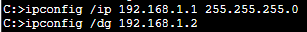 C:>ipconfig /ip 192.168.1.1 255.255.255.0
C:>ipconfig /dg 192.168.1.2